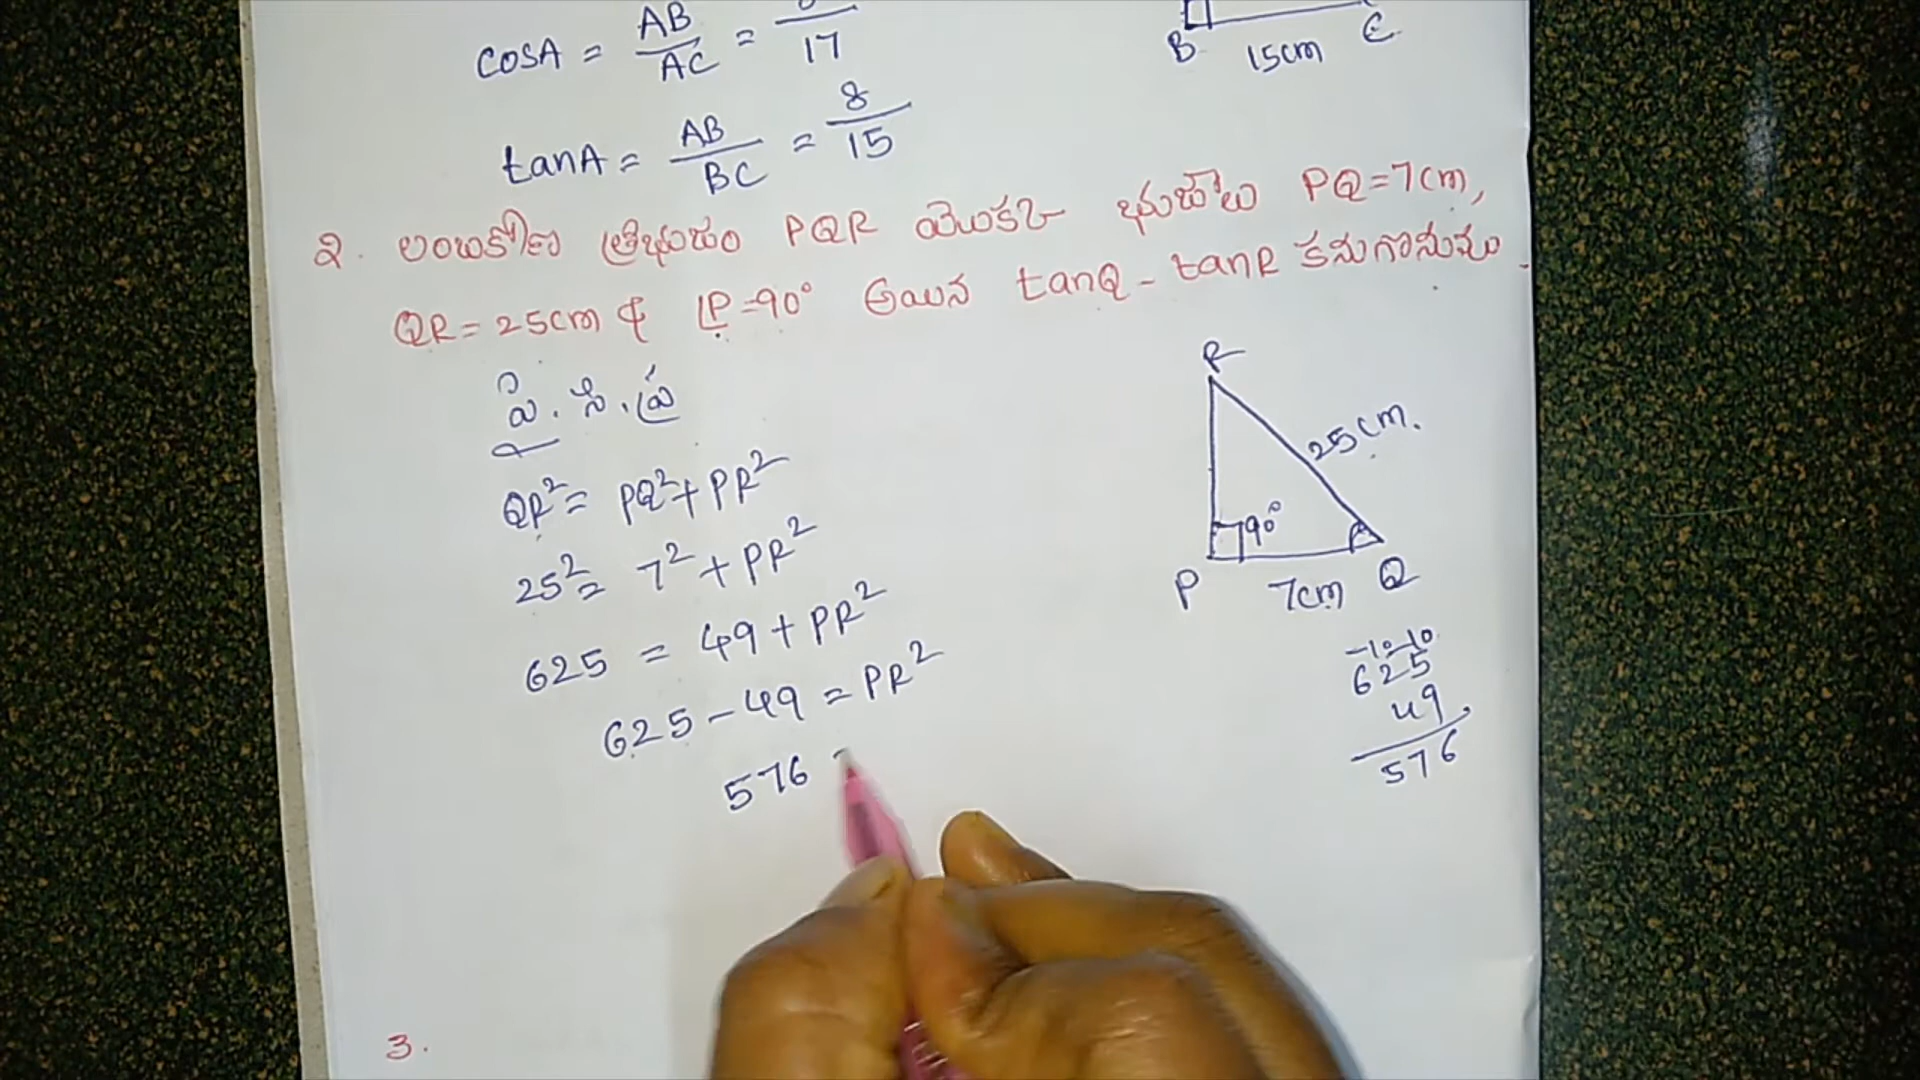 cosA = AB/AC = /17
tanA = AB/BC = 8/15
B 15cm C
2. లంబకోణ త్రిభుజం PQR యొక్క భుజాలు PQ=7cm,
QR=25cm & ∠P=90° అయిన tanQ-tanR కనుగొనుము.
పై.సి.ప్ర
QR²= PQ²+PR²
25²= 7²+PR²
625 = 49+PR²
625-49=PR²
576 =
R
25cm.
90°
P 7cm Q
-10-10
625
49
576
3.